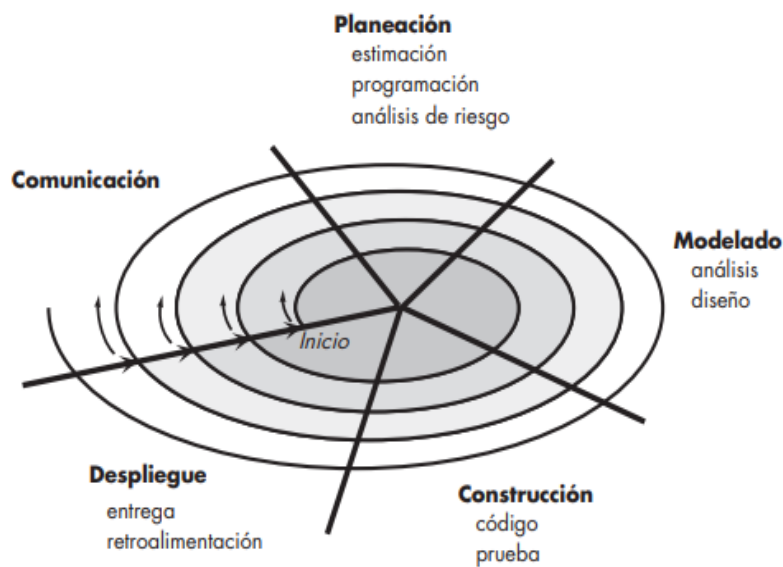 Planeación
estimación
programación
análisis de riesgo
Comunicación
Modelado
análisis
diseño
Inicio
Despliegue
entrega
retroalimentación
Construcción
código
prueba